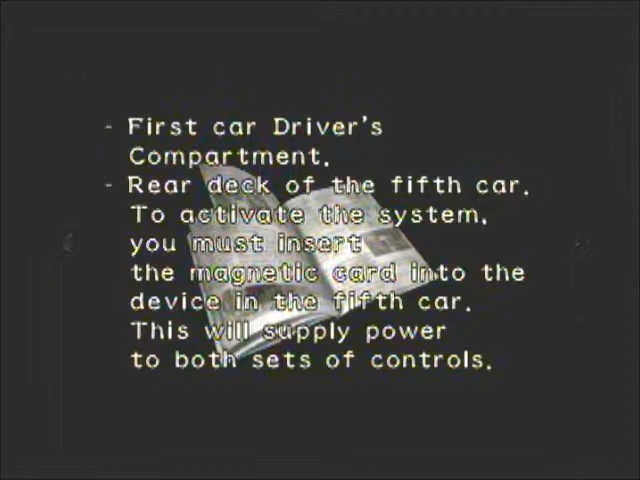 - First car Driver's
Compartment.
- Rear deck of the fifth car.
To activate the system,
you must insert
the magnetic card into the
device in the fifth car.
This will supply power
to both sets of controls.